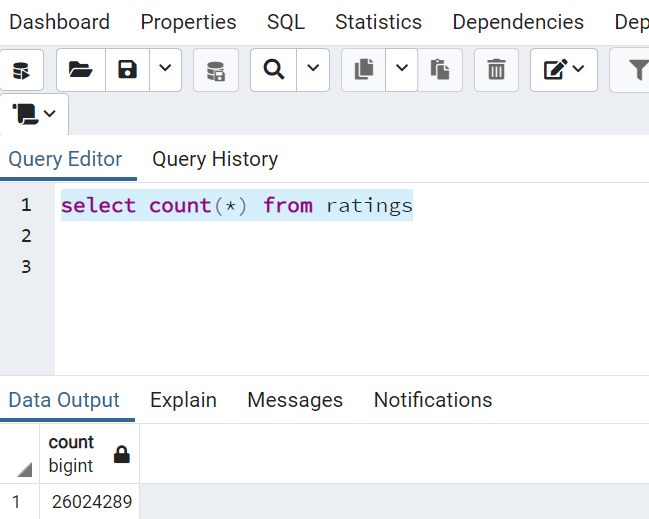 Dashboard Properties SQL Statistics Dependencies Dep
Query Editor Query History
1 select count(*) from ratings
2
3
Data Output Explain Messages Notifications
count
bigint
1 26024289